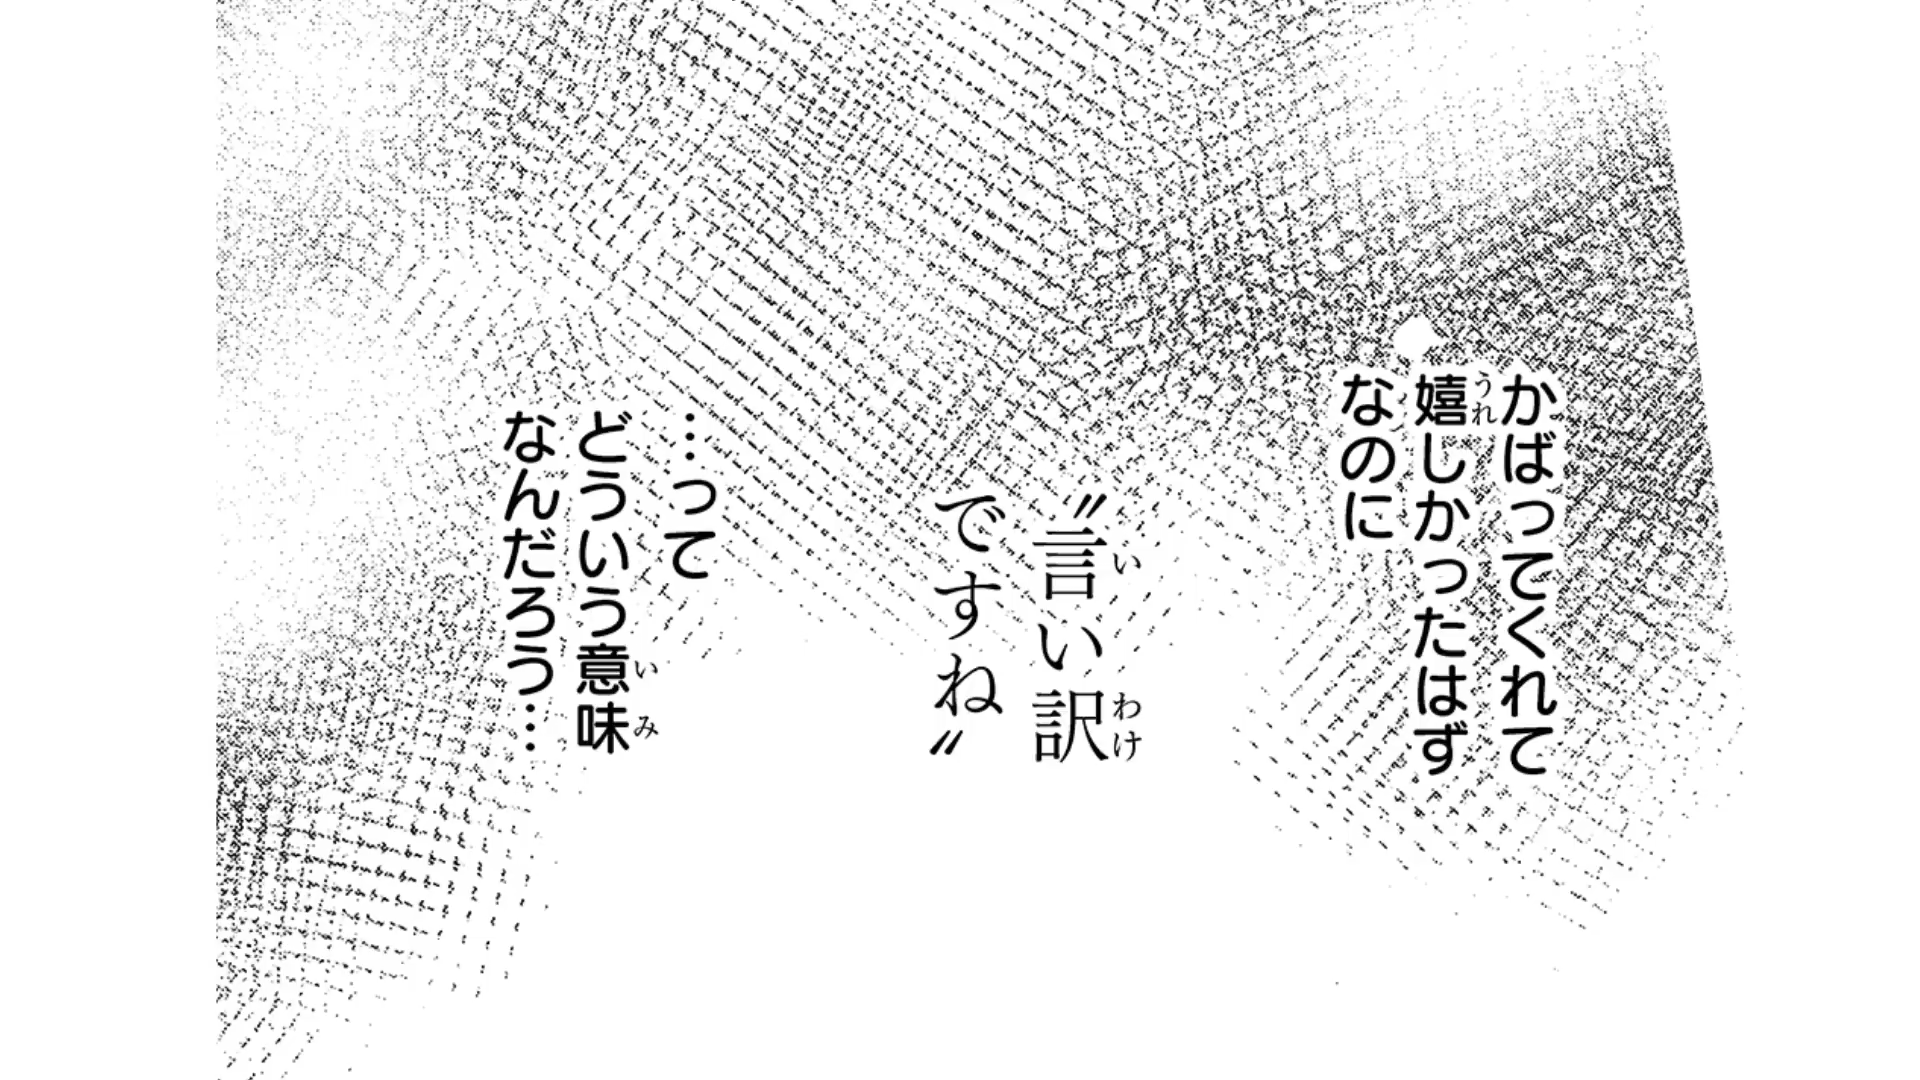 かばってくれて
嬉しかったはず
なのに
〝言い訳
ですね〟
…って
どういう意味
なんだろう…